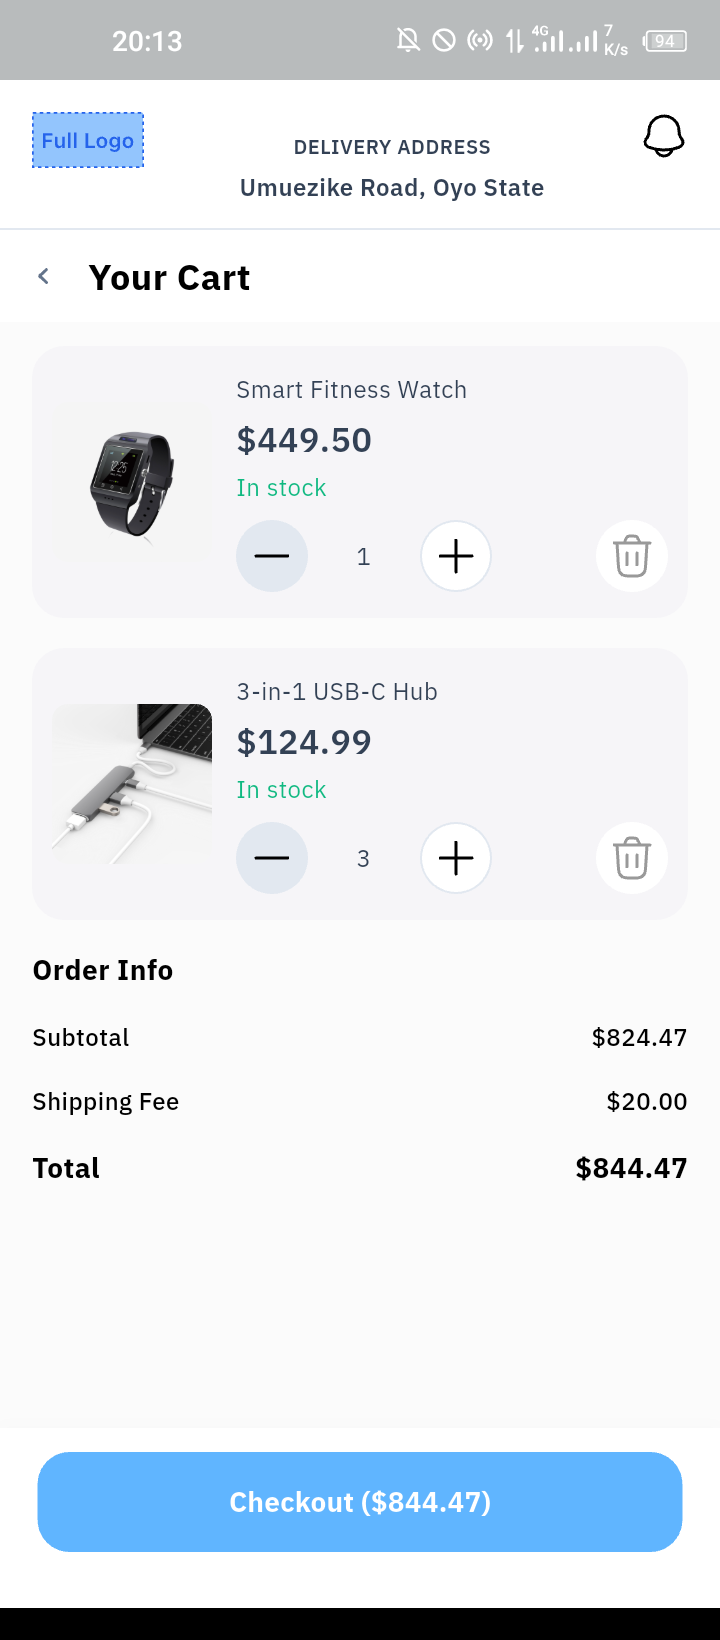 20:13
4G
7
K/s
94
Full Logo
DELIVERY ADDRESS
Umuezike Road, Oyo State
Your Cart
Smart Fitness Watch
$449.50
In stock
1
12:25
3-in-1 USB-C Hub
$124.99
In stock
3
Order Info
Subtotal $824.47
Shipping Fee $20.00
Total $844.47
Checkout ($844.47)